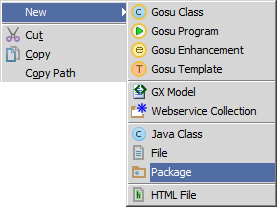 New
Cut
Copy
Copy Path
C Gosu Class
Gosu Program
E Gosu Enhancement
T Gosu Template
GX Model
Webservice Collection
C Java Class
File
Package
H HTML File